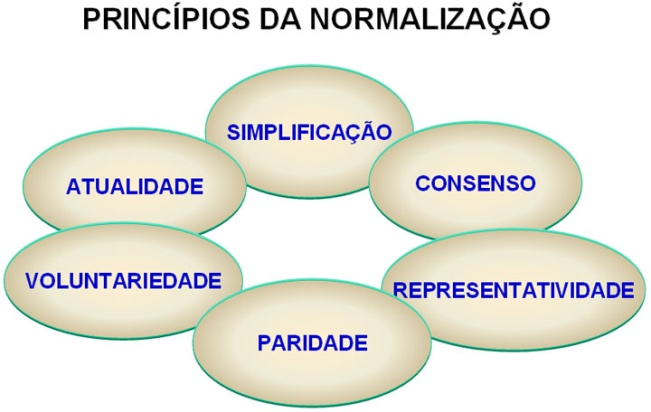 PRINCÍPIOS DA NORMALIZAÇÃO
SIMPLIFICAÇÃO
ATUALIDADE
CONSENSO
VOLUNTARIEDADE
REPRESENTATIVIDADE
PARIDADE